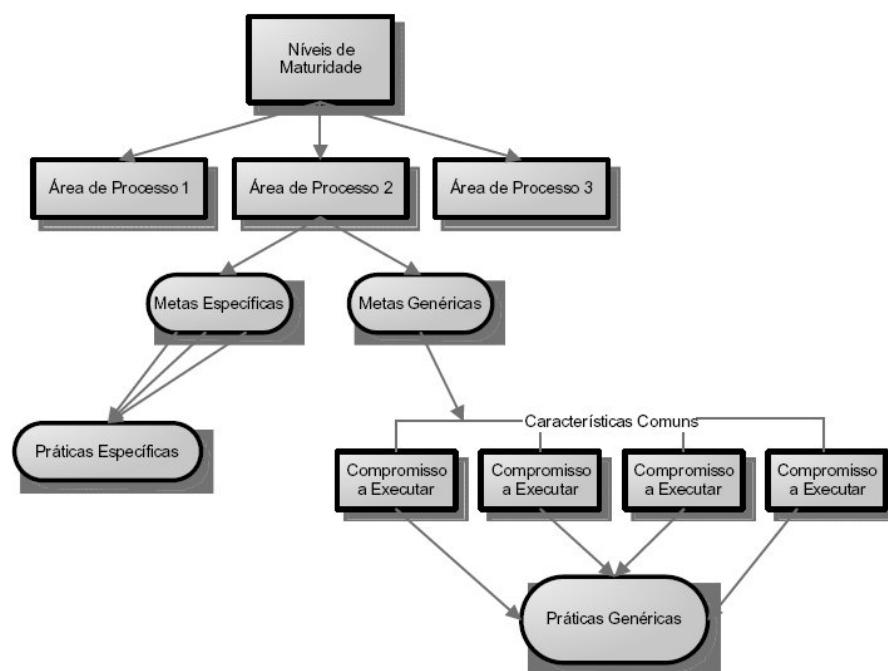 Níveis de
Maturidade
Área de Processo 1
Área de Processo 2
Área de Processo 3
Metas Específicas
Metas Genéricas
Práticas Específicas
Características Comuns
Compromisso
a Executar
Compromisso
a Executar
Compromisso
a Executar
Compromisso
a Executar
Práticas Genéricas